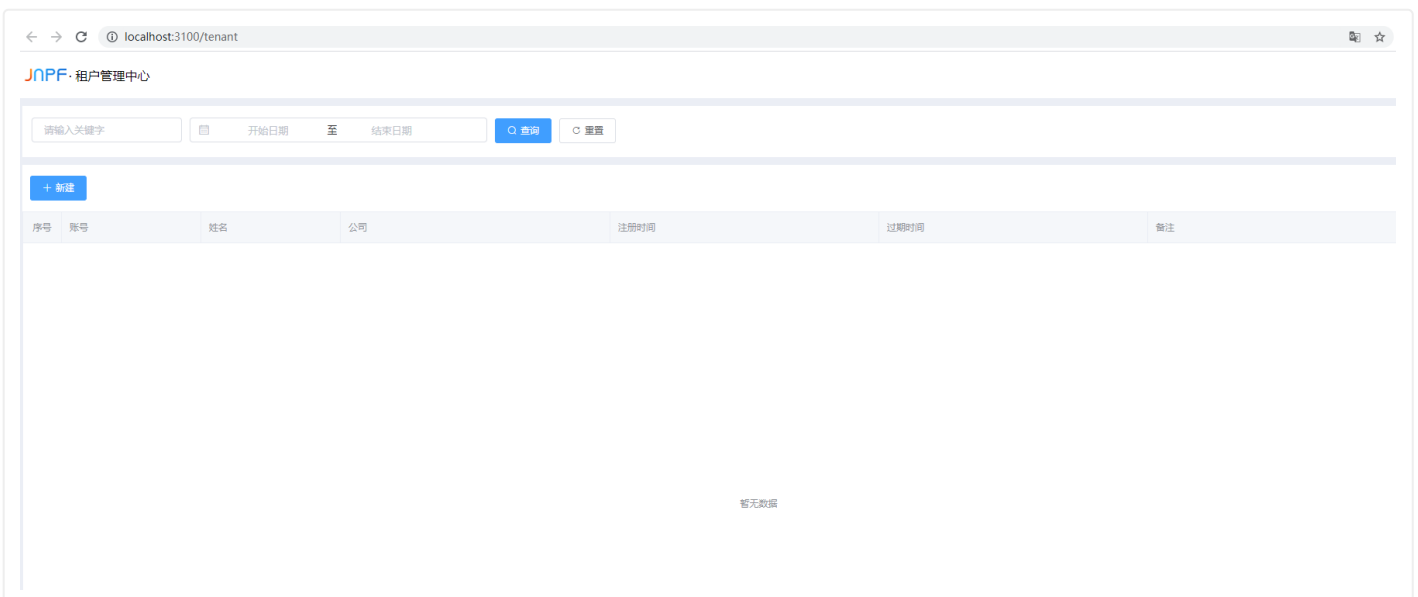 localhost:3100/tenant
JNPF·租户管理中心
请输入关键字 开始日期 至 结束日期 查询 重置
+ 新建
序号 账号 姓名 公司 注册时间 过期时间 备注
暂无数据